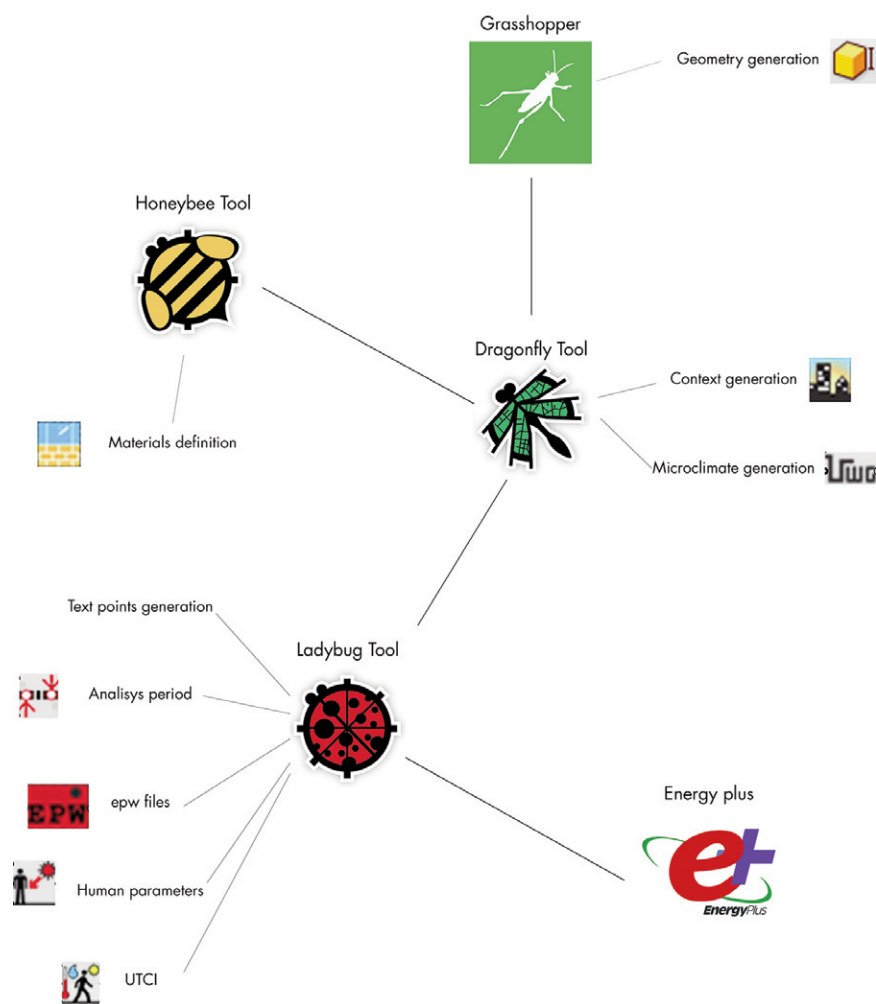 Grasshopper
Geometry generation
Honeybee Tool
Dragonfly Tool
Context generation
Materials definition
Microclimate generation
Text points generation
Ladybug Tool
Analisys period
epw files
EPW
Human parameters
UTCI
Energy plus
e+
EnergyPlus